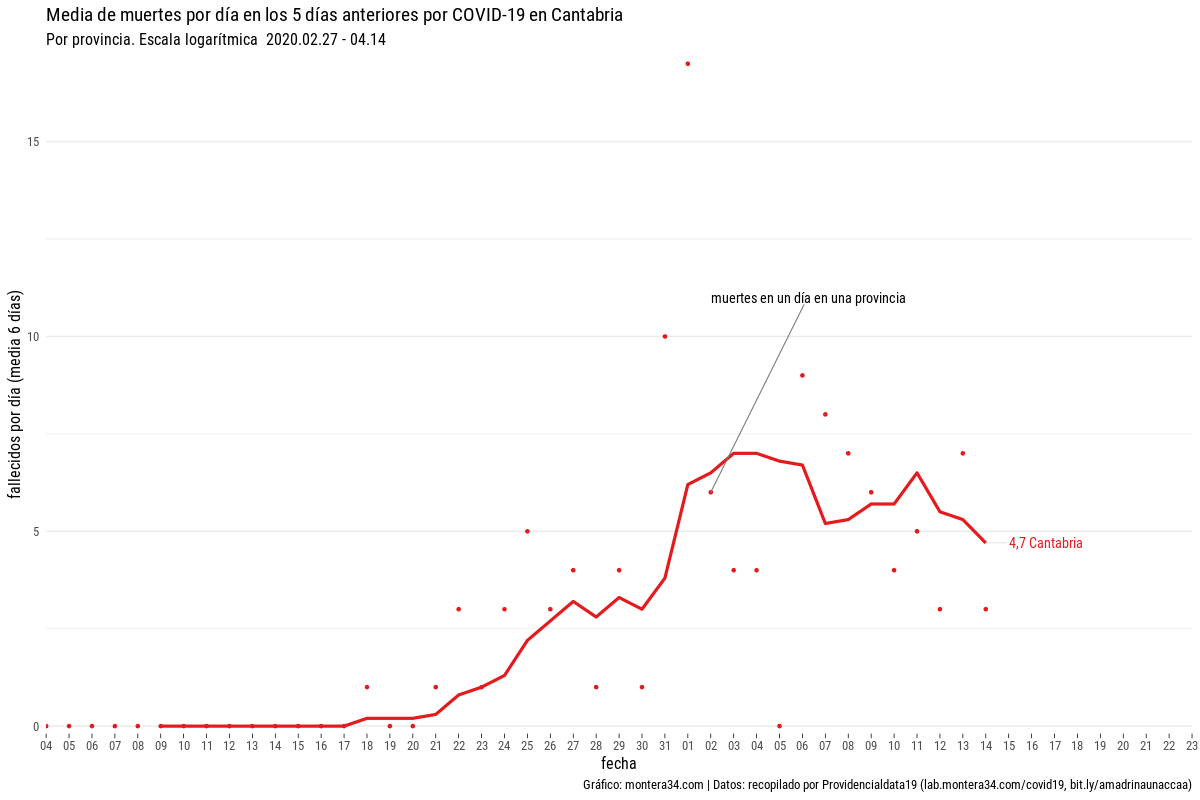 Media de muertes por día en los 5 días anteriores por COVID-19 en Cantabria
Por provincia. Escala logarítmica  2020.02.27 - 04.14
fallecidos por día (media 6 días)
15
10
5
0
muertes en un día en una provincia
4,7 Cantabria
04 05 06 07 08 09 10 11 12 13 14 15 16 17 18 19 20 21 22 23 24 25 26 27 28 29 30 31 01 02 03 04 05 06 07 08 09 10 11 12 13 14 15 16 17 18 19 20 21 22 23
fecha
Gráfico: montera34.com | Datos: recopilado por Providencialdata19 (lab.montera34.com/covid19, bit.ly/amadrinaunaccaa)